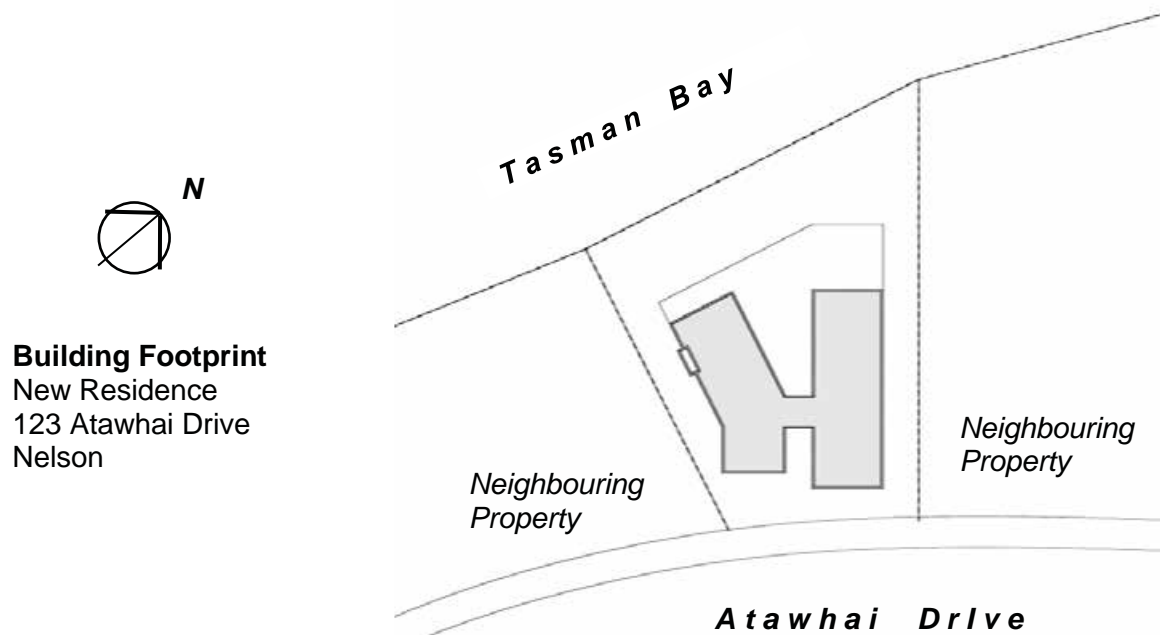 Tasman Bay
N
Building Footprint
New Residence
123 Atawhai Drive
Nelson
Neighbouring
Property
Neighbouring
Property
Atawhai DrIve